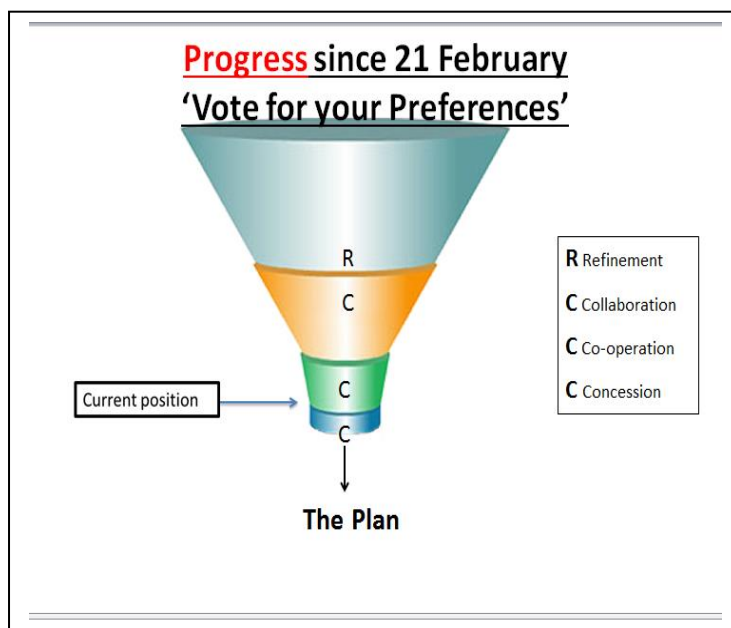 Progress since 21 February
‘Vote for your Preferences’
R
C
C
C
Current position
The Plan
R Refinement
C Collaboration
C Co-operation
C Concession